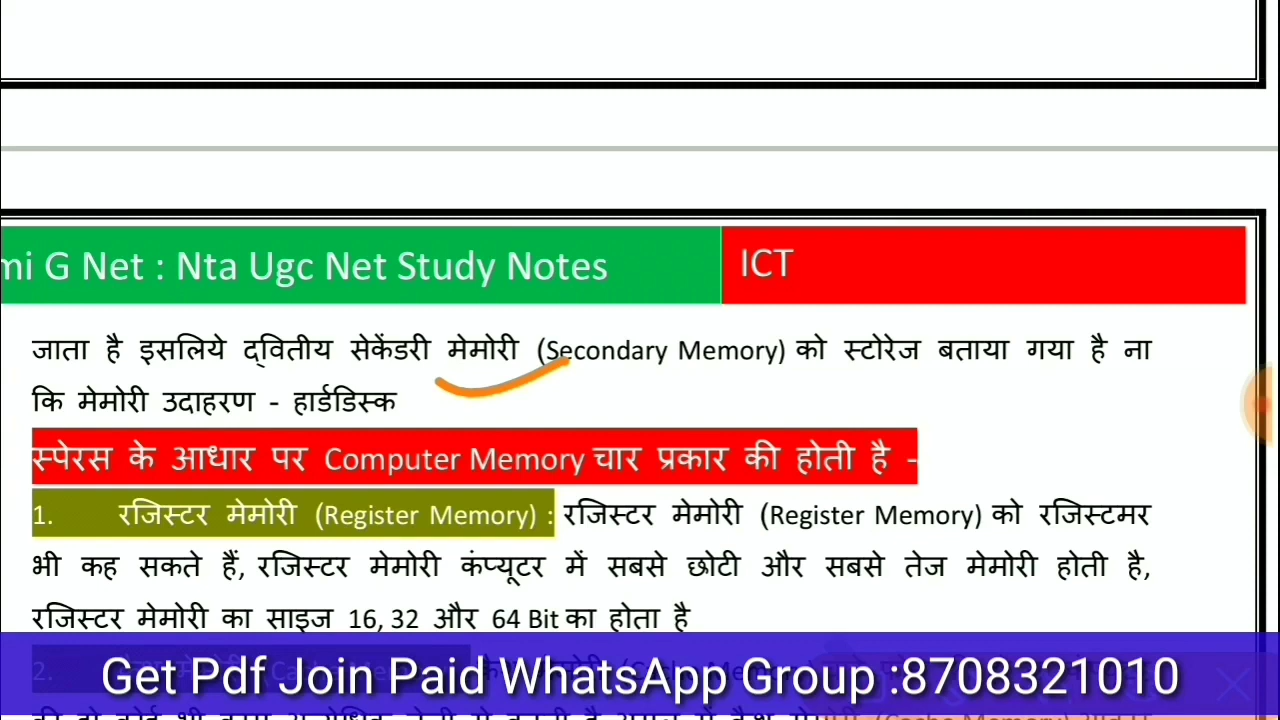 mi G Net : Nta Ugc Net Study Notes ICT
जाता है इसलिये द्वितीय सेकेंडरी मेमोरी (Secondary Memory) को स्टोरेज बताया गया है ना
कि मेमोरी उदाहरण - हार्डडिस्क
स्पेरस के आधार पर Computer Memory चार प्रकार की होती है -
1. रजिस्टर मेमोरी (Register Memory) : रजिस्टर मेमोरी (Register Memory) को रजिस्टमर
भी कह सकते हैं, रजिस्टर मेमोरी कंप्यूटर में सबसे छोटी और सबसे तेज मेमोरी होती है,
रजिस्टर मेमोरी का साइज 16, 32 और 64 Bit का होता है
2.
Get Pdf Join Paid WhatsApp Group :8708321010